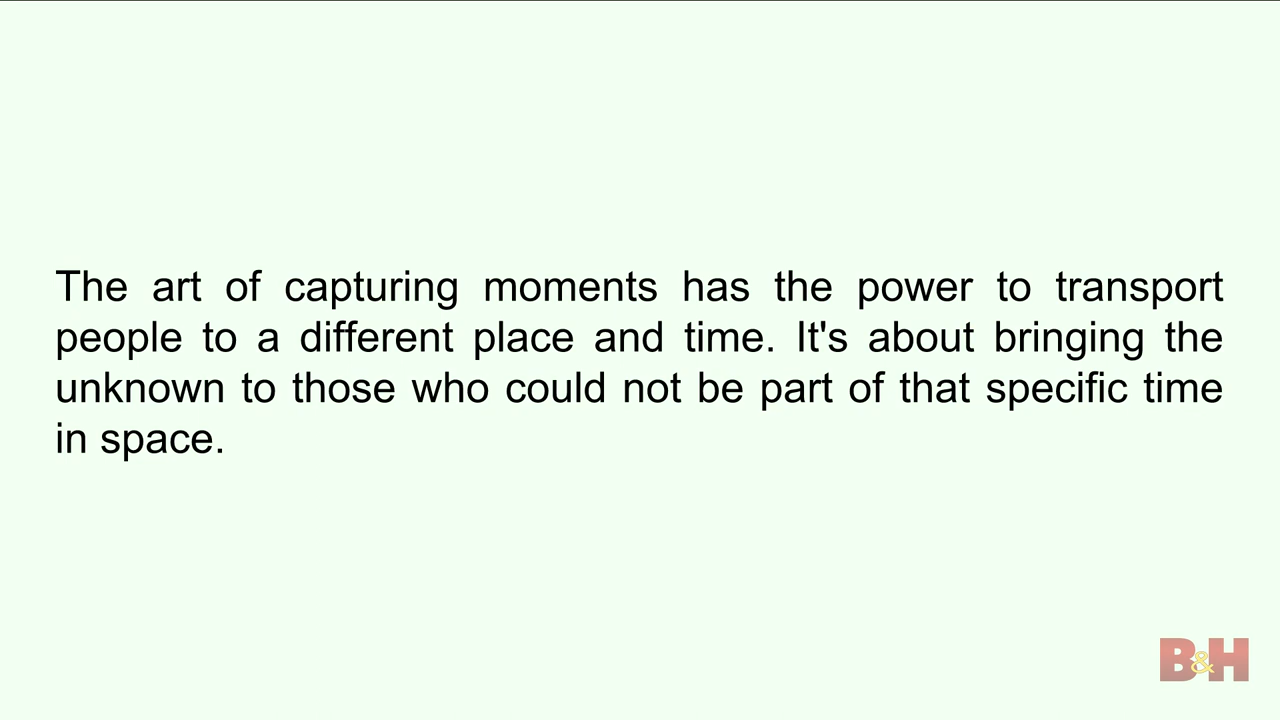 The art of capturing moments has the power to transport
people to a different place and time. It's about bringing the
unknown to those who could not be part of that specific time
in space.
B&H